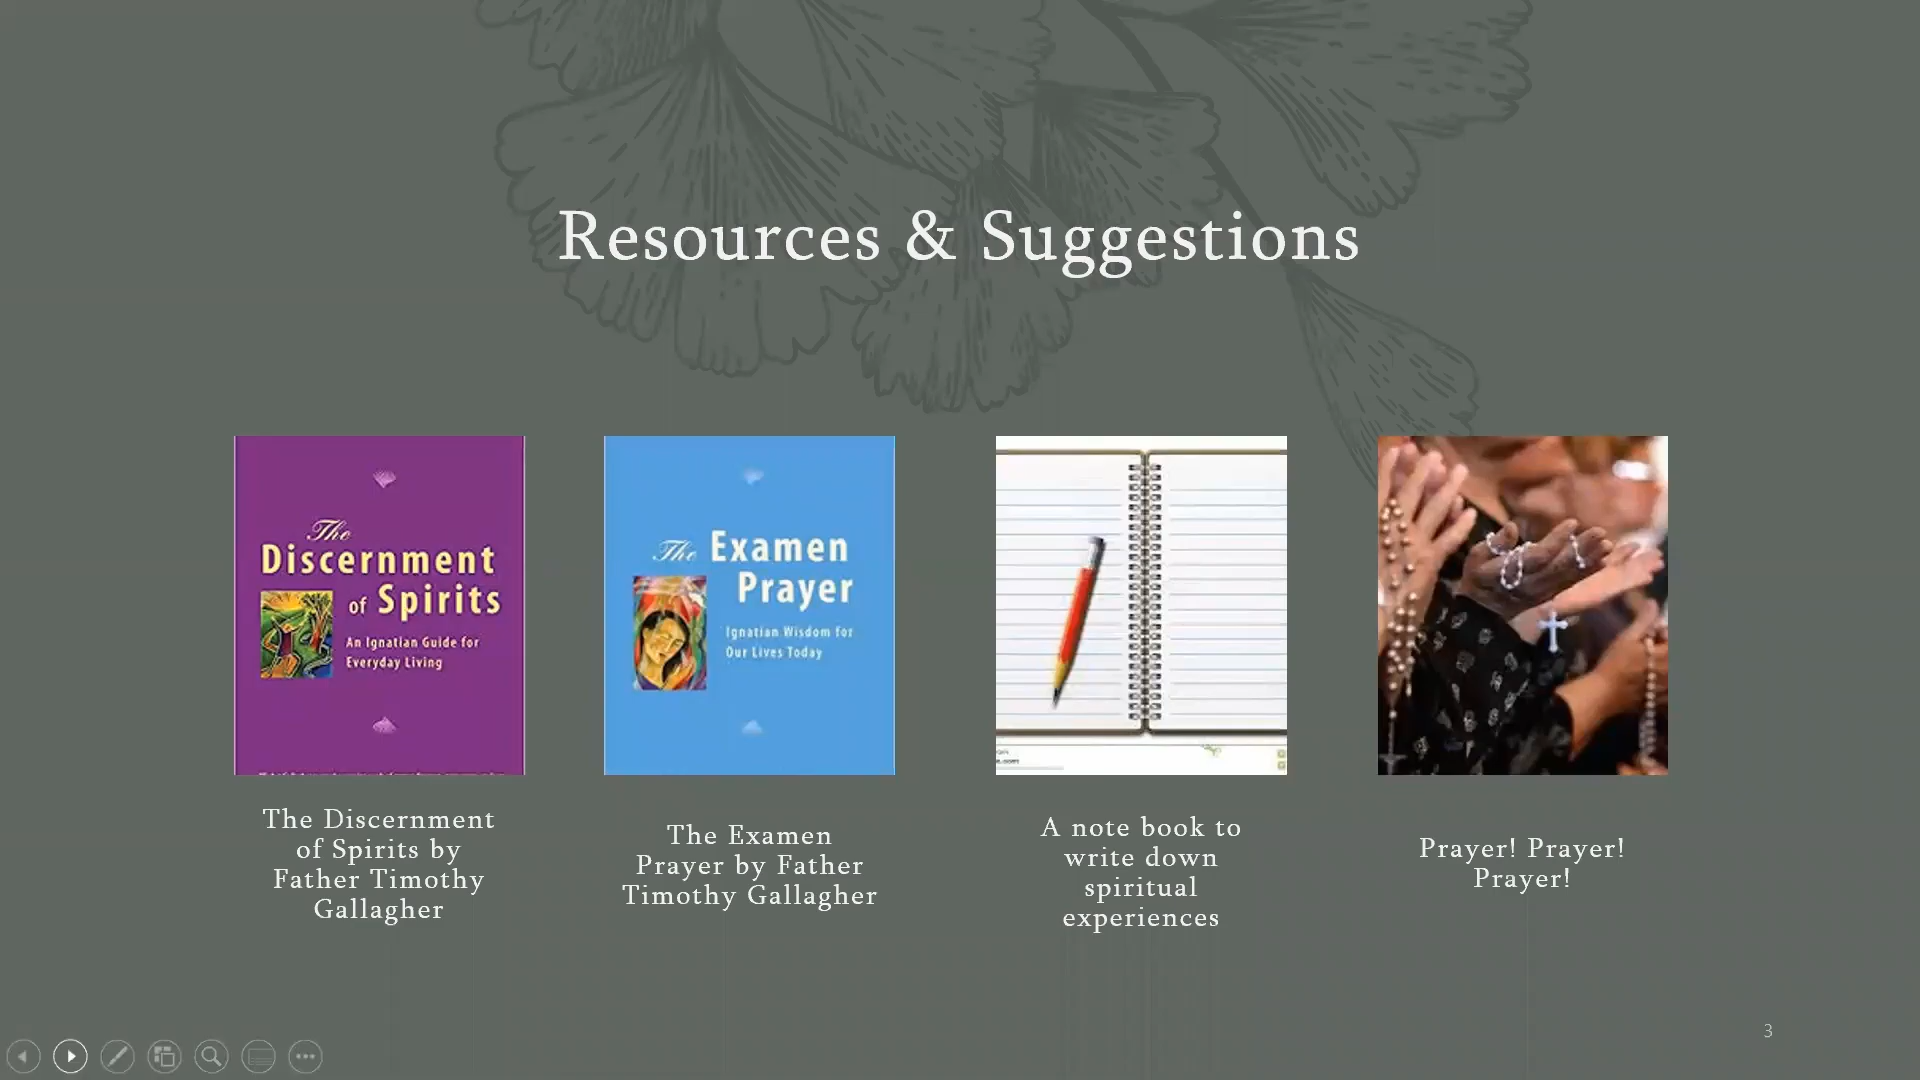 Resources & Suggestions
The
Discernment
of Spirits
An Ignatian Guide for
Everyday Living
The Examen
Prayer
Ignatian Wisdom for
Our Lives Today
The Discernment
of Spirits by
Father Timothy
Gallagher
The Examen
Prayer by Father
Timothy Gallagher
A note book to
write down
spiritual
experiences
Prayer! Prayer!
Prayer!
3